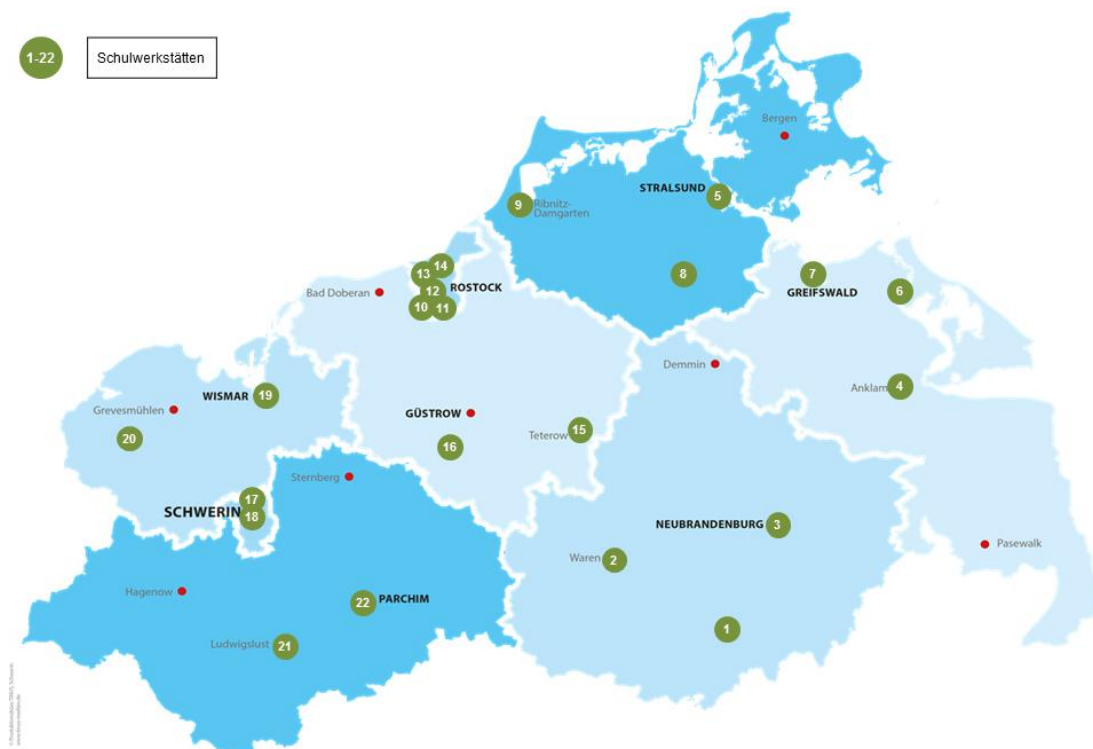 1-22
Schulwerkstätten
Bergen
STRALSUND
5
9
Ribnitz-
Damgarten
14
13
12
ROSTOCK
10
11
8
7
GREIFSWALD
6
Bad Doberan
Demmin
Anklam
4
WISMAR
19
Grevesmühlen
20
GÜSTROW
16
Teterow
15
Sternberg
17
SCHWERIN
18
NEUBRANDENBURG
3
Waren
2
Pasewalk
Hagenow
22
PARCHIM
Ludwigslust
21
1